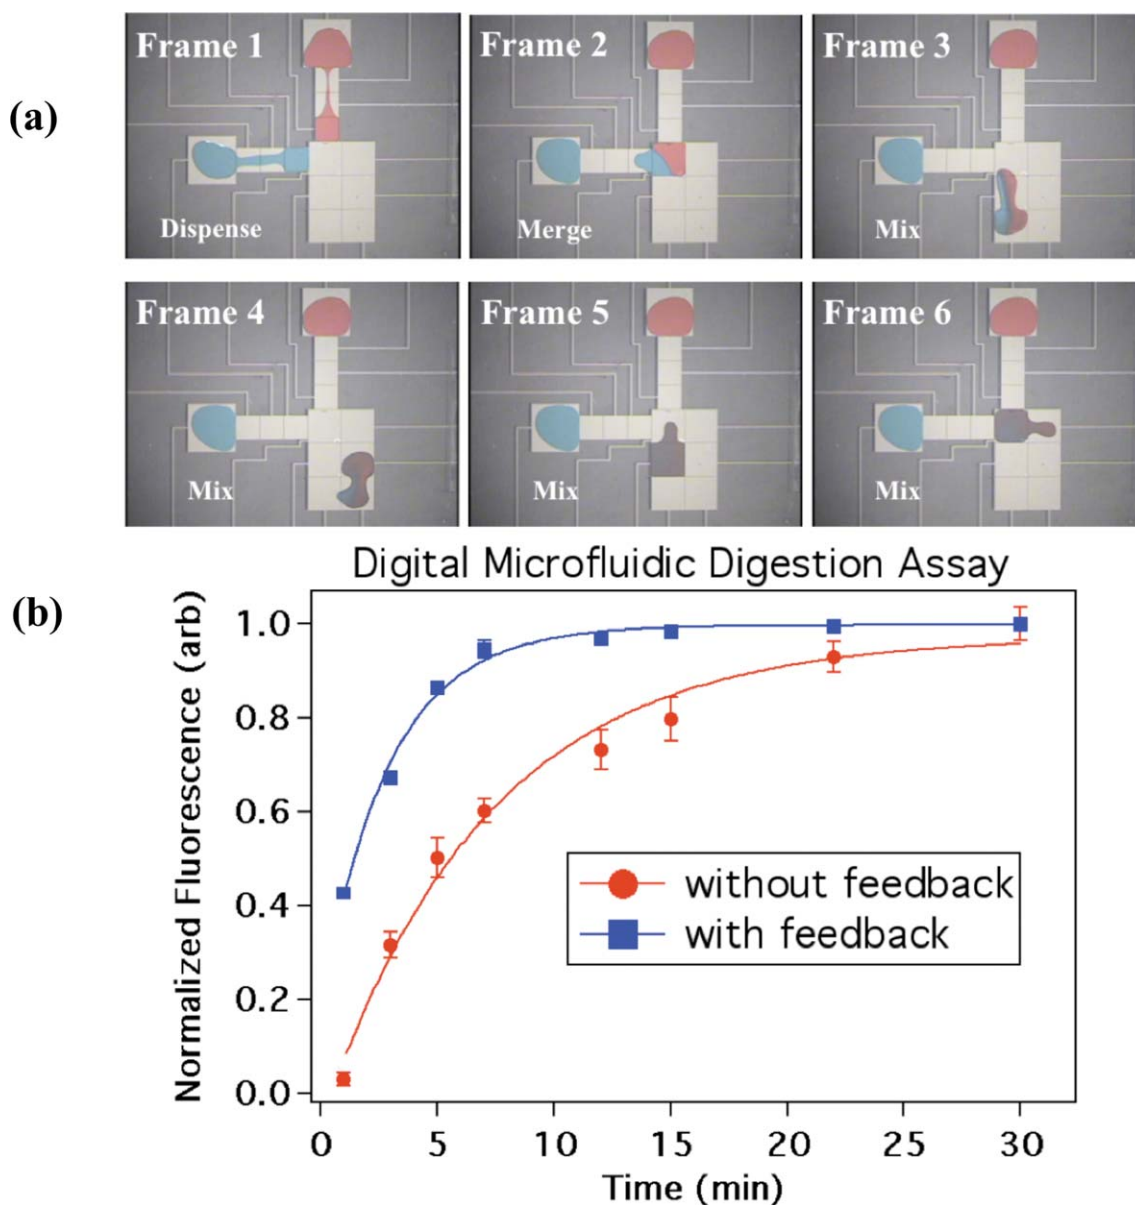 (a)
Frame 1
Dispense
Frame 2
Merge
Frame 3
Mix
Frame 4
Mix
Frame 5
Mix
Frame 6
Mix
(b)
Digital Microfluidic Digestion Assay
Normalized Fluorescence (arb)
1.0
0.8
0.6
0.4
0.2
0.0
without feedback
with feedback
0 5 10 15 20 25 30
Time (min)